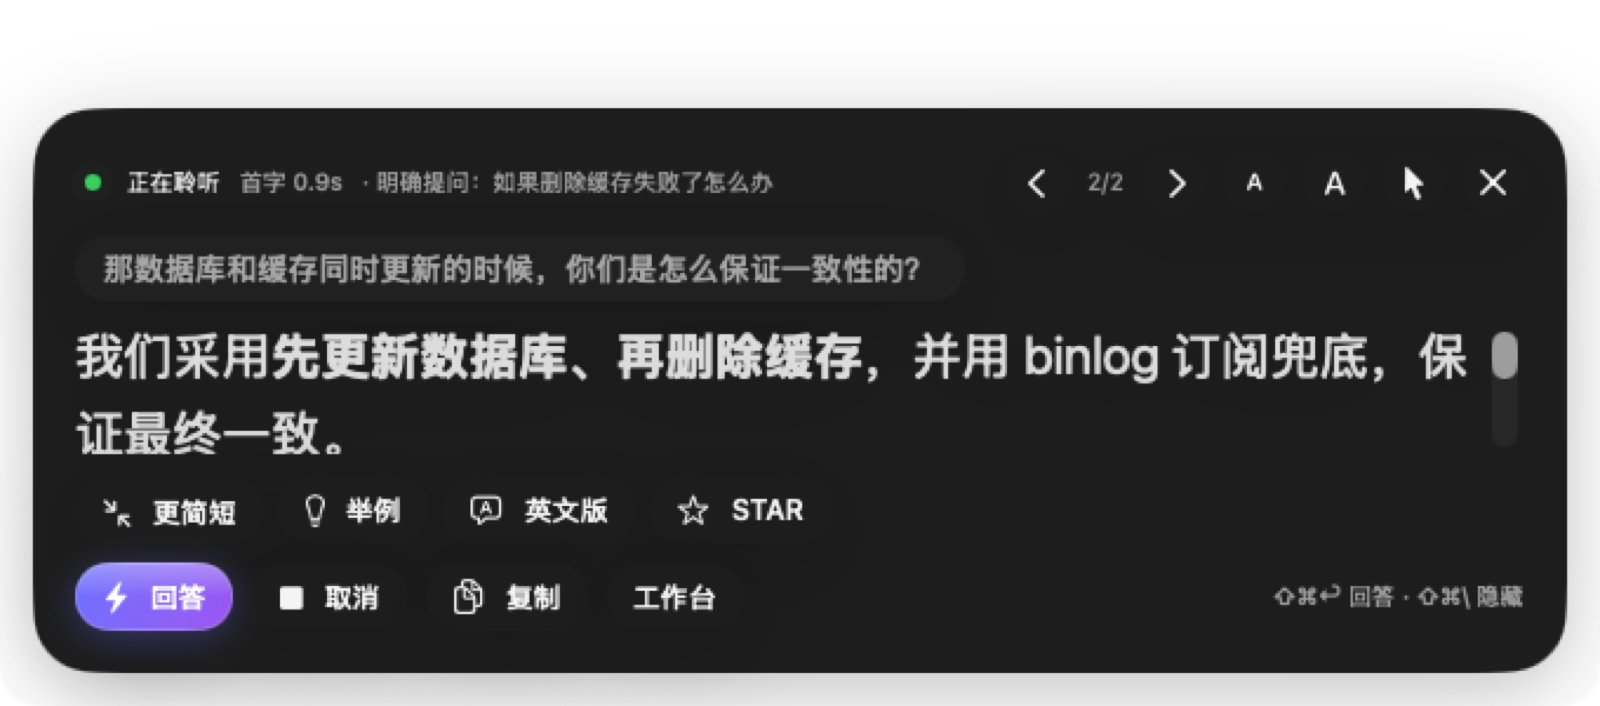 正在聆听 首字 0.9s · 明确提问：如果删除缓存失败了怎么办 2/2 A A
那数据库和缓存同时更新的时候，你们是怎么保证一致性的？
我们采用先更新数据库、再删除缓存，并用 binlog 订阅兜底，保
证最终一致。
更简短 举例 A 英文版 STAR
回答 取消 复制 工作台 ⇧⌘↩ 回答 · ⇧⌘\ 隐藏